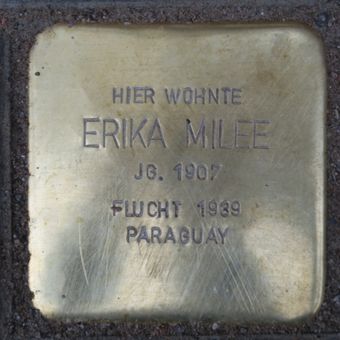 HIER WOHNTE
ERIKA MILEE
JG. 1907
FLUCHT 1939
PARAGUAY